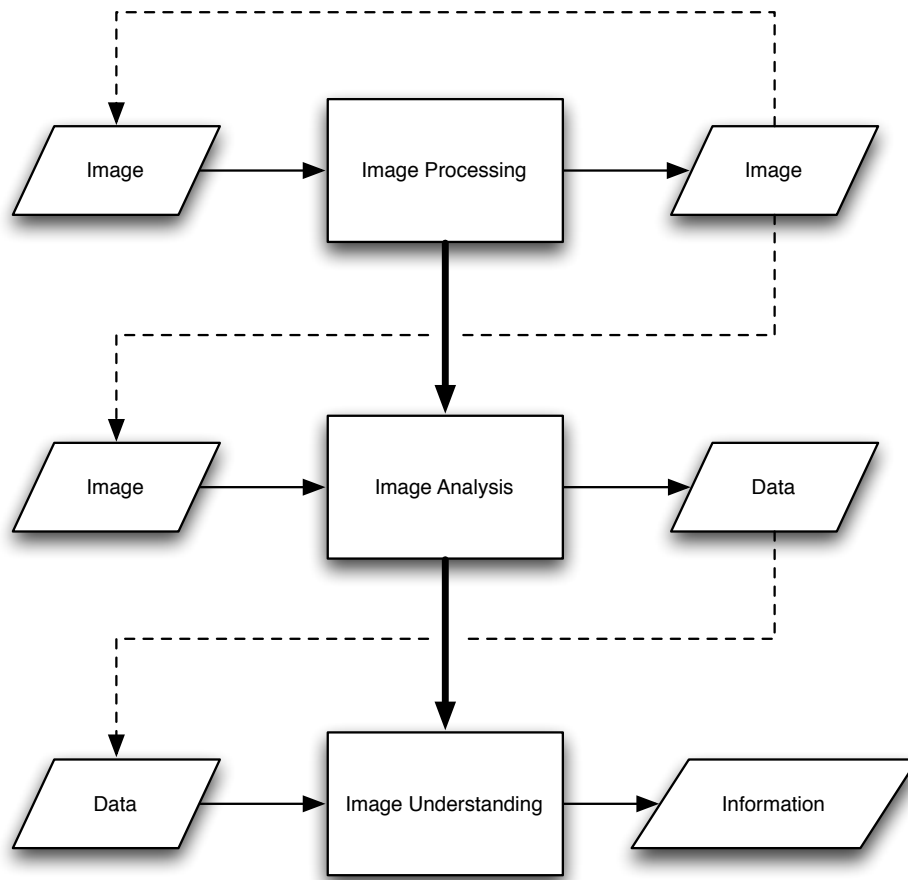 Image
Image Processing
Image
Image
Image Analysis
Data
Data
Image Understanding
Information